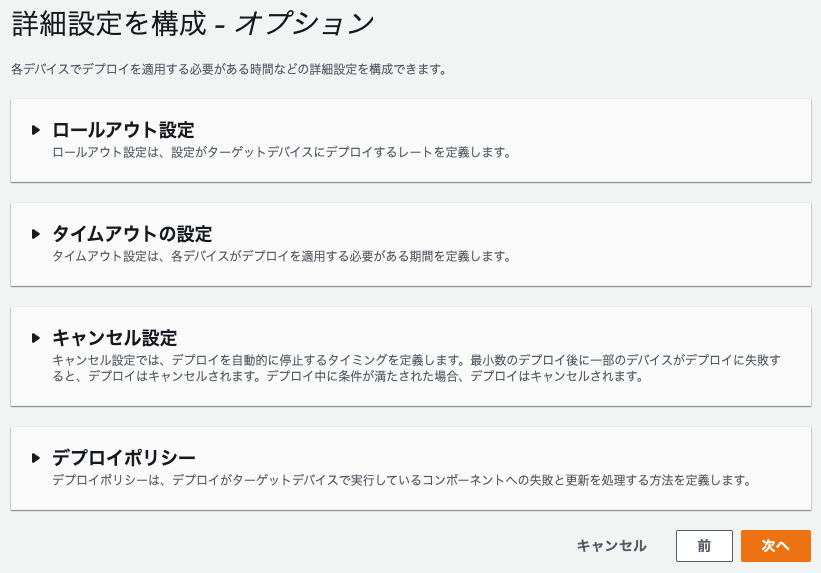 詳細設定を構成 - オプション
各デバイスでデプロイを適用する必要がある時間などの詳細設定を構成できます。
ロールアウト設定
ロールアウト設定は、設定がターゲットデバイスにデプロイするレートを定義します。
タイムアウトの設定
タイムアウト設定は、各デバイスがデプロイを適用する必要がある期間を定義します。
キャンセル設定
キャンセル設定では、デプロイを自動的に停止するタイミングを定義します。最小数のデプロイ後に一部のデバイスがデプロイに失敗す
ると、デプロイはキャンセルされます。デプロイ中に条件が満たされた場合、デプロイはキャンセルされます。
デプロイポリシー
デプロイポリシーは、デプロイがターゲットデバイスで実行しているコンポーネントへの失敗と更新を処理する方法を定義します。
キャンセル 前 次へ